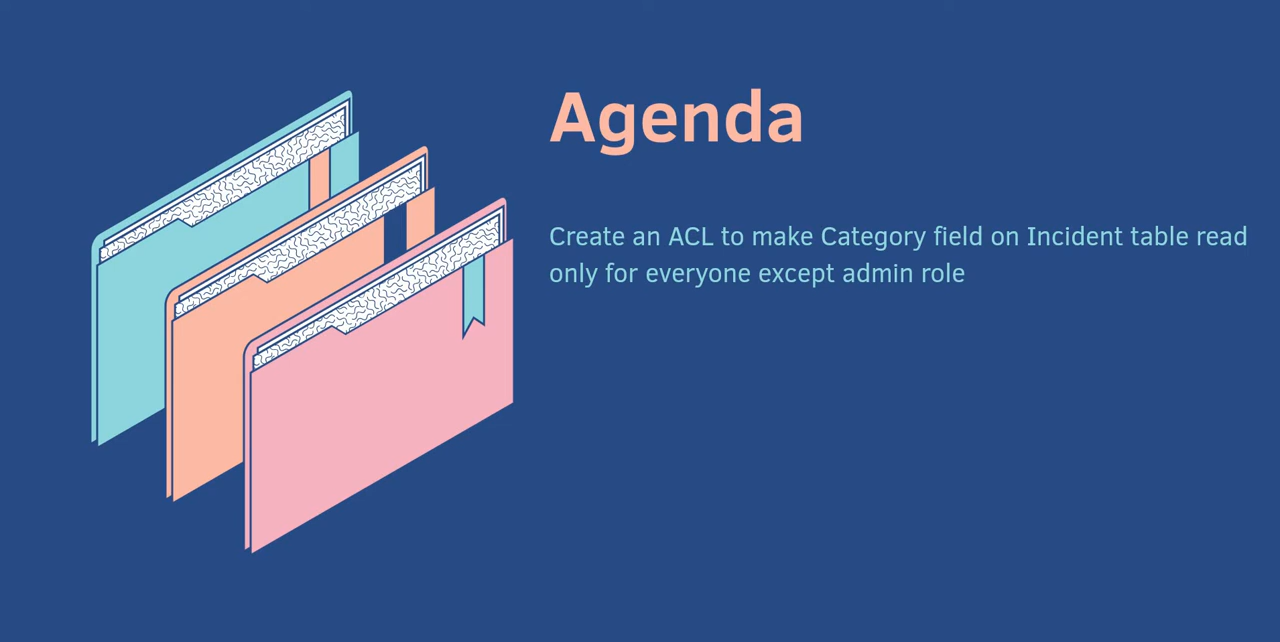 Agenda
Create an ACL to make Category field on Incident table read
only for everyone except admin role